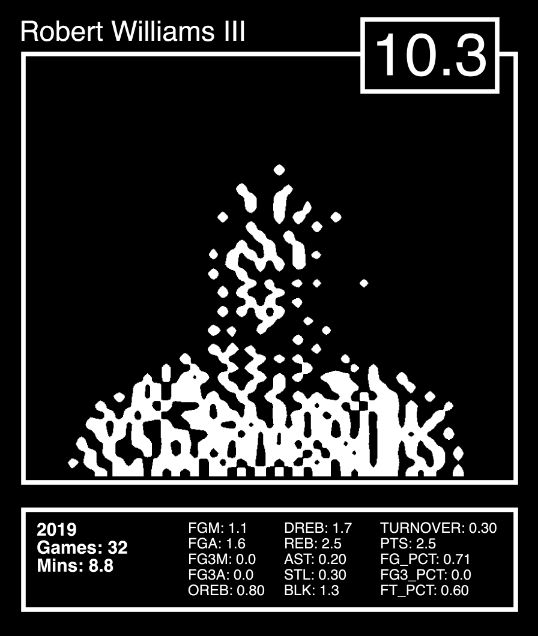 Robert Williams III
10.3
2019
Games: 32
Mins: 8.8
FGM: 1.1
FGA: 1.6
FG3M: 0.0
FG3A: 0.0
OREB: 0.80
DREB: 1.7
REB: 2.5
AST: 0.20
STL: 0.30
BLK: 1.3
TURNOVER: 0.30
PTS: 2.5
FG_PCT: 0.71
FG3_PCT: 0.0
FT_PCT: 0.60